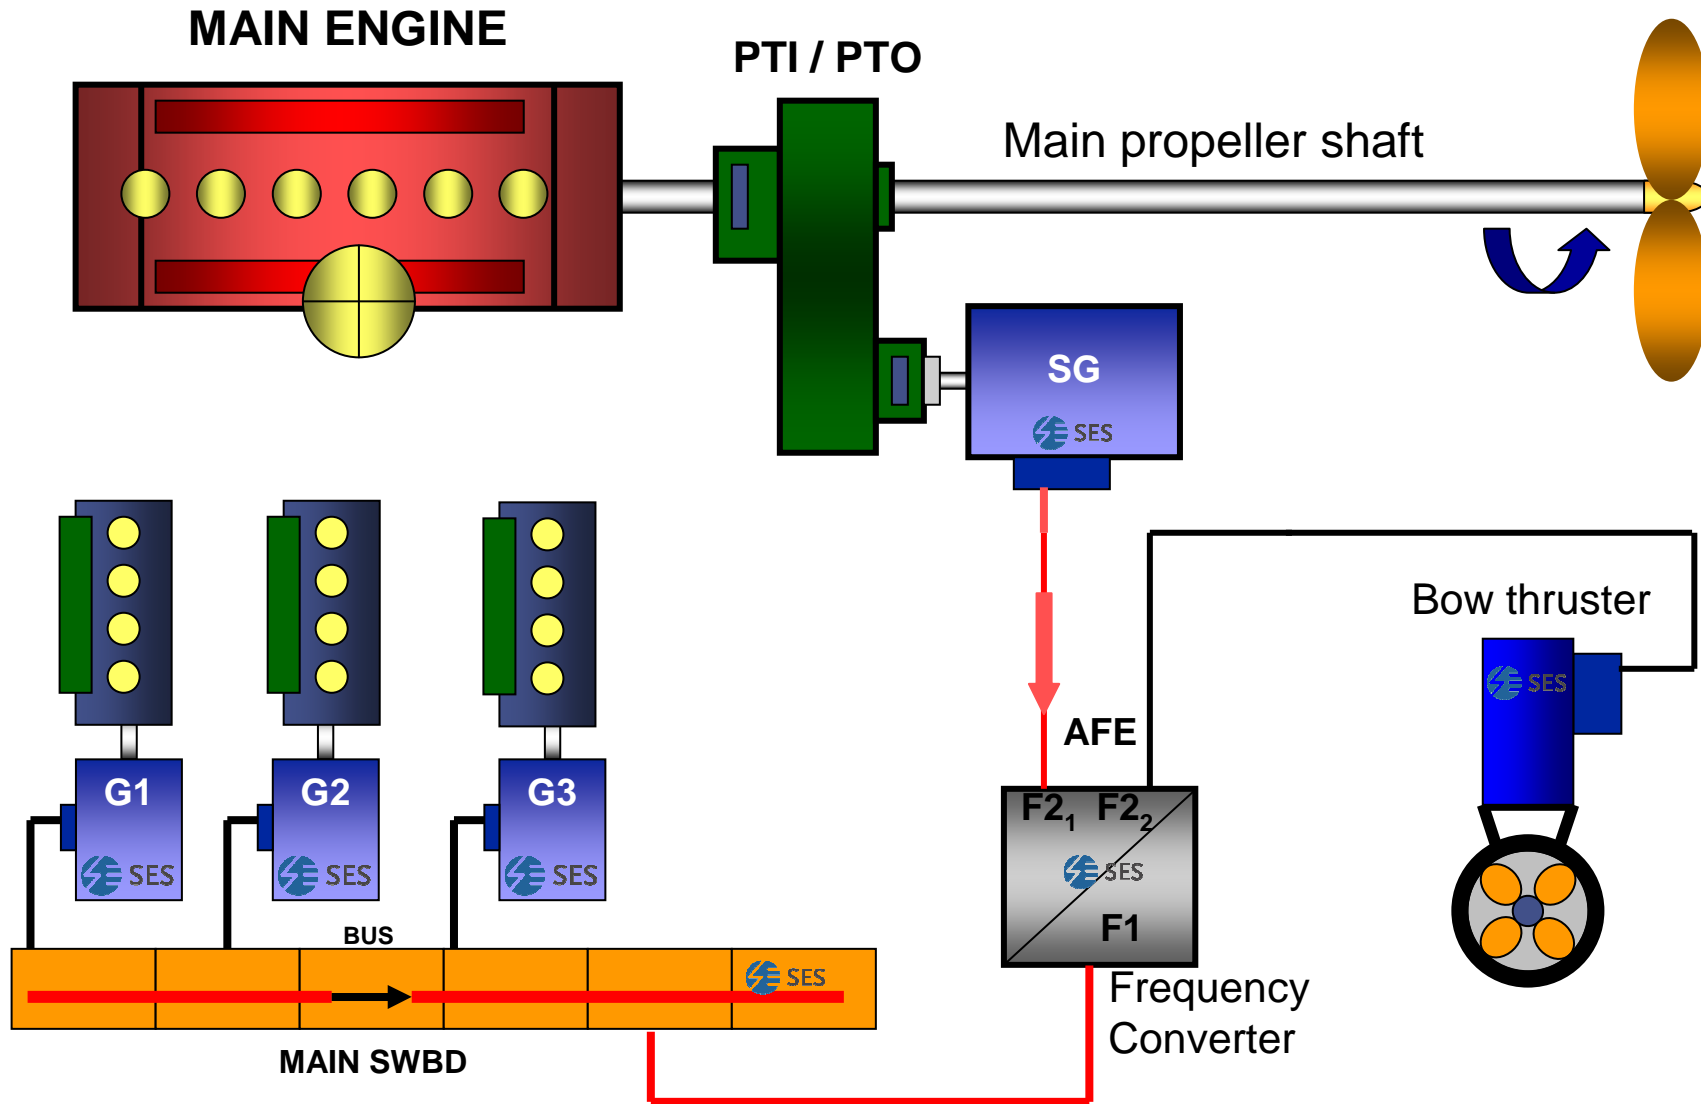 MAIN ENGINE
PTI / PTO
Main propeller shaft
SG
SES
Bow thruster
SES
AFE
G1
G2
G3
F2₁ F2₂
SES
SES
SES
SES
F1
BUS
SES
Frequency
Converter
MAIN SWBD